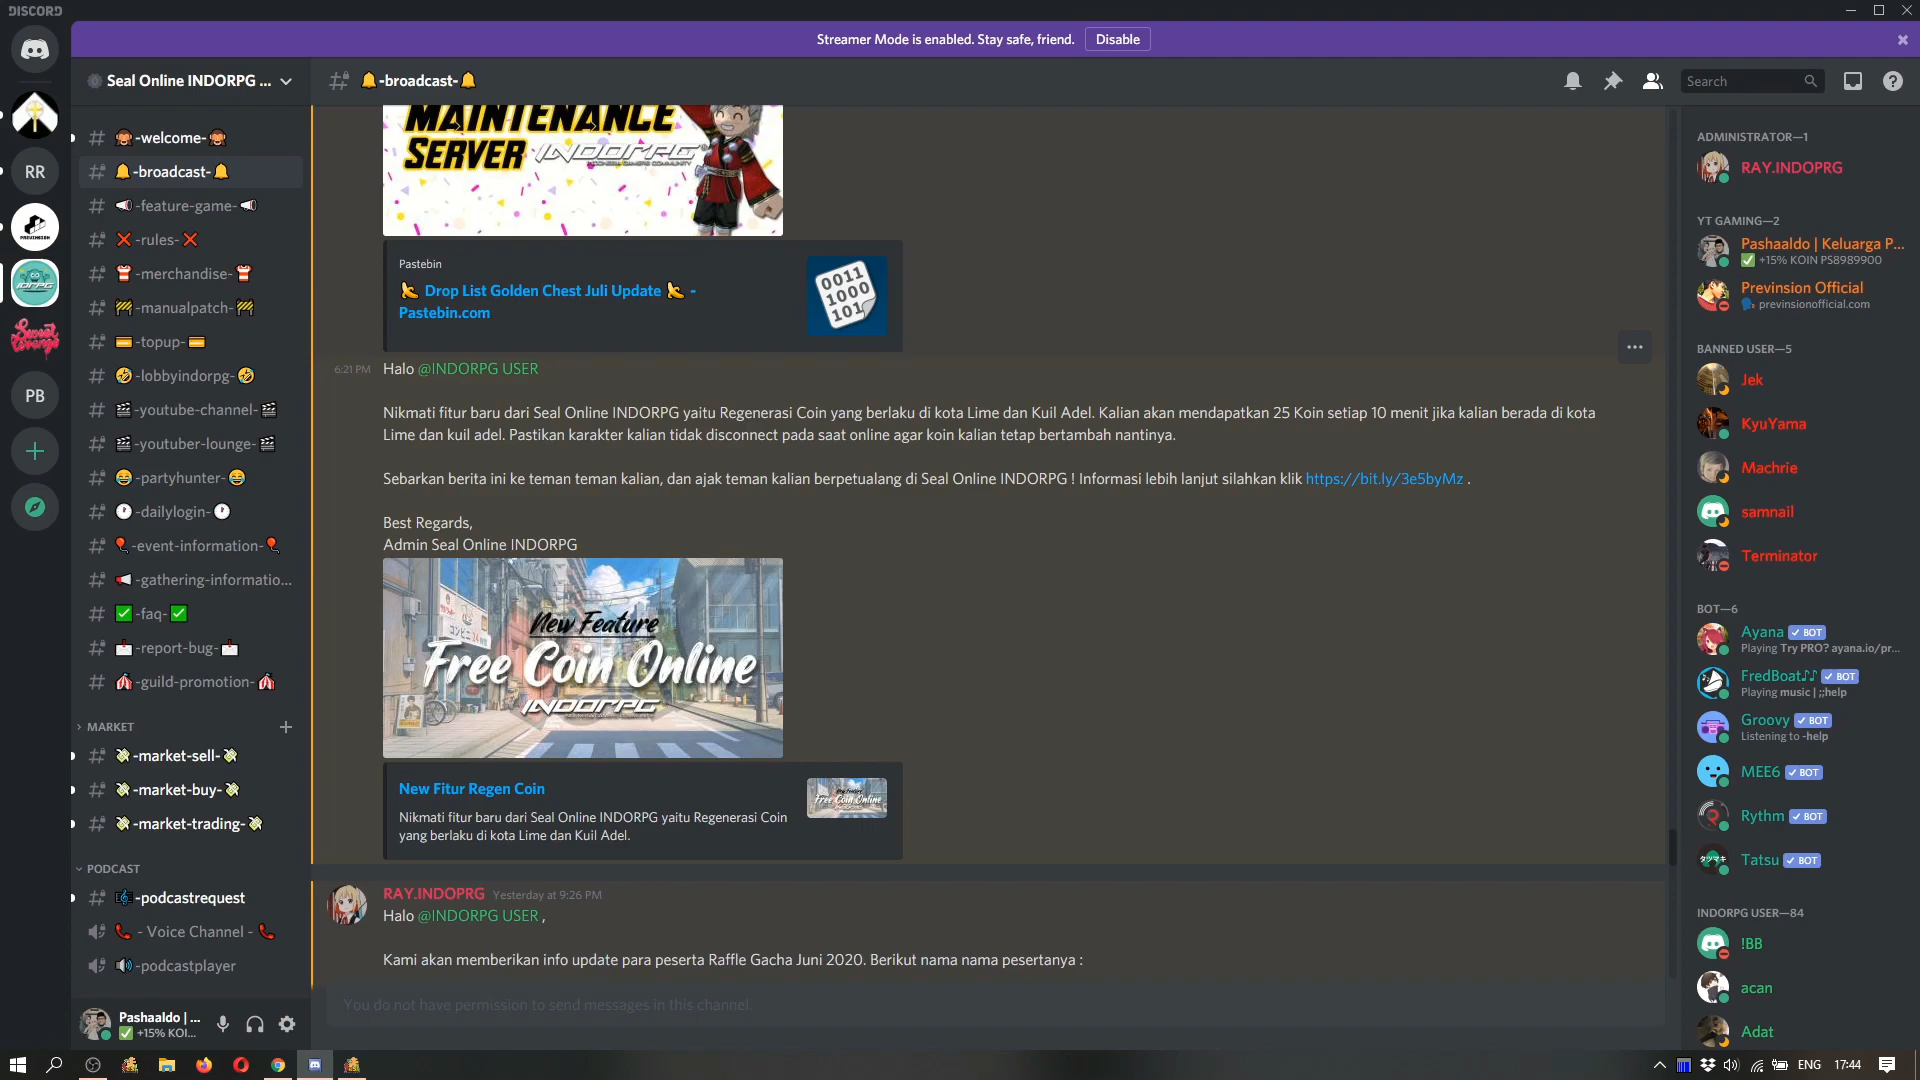 DISCORD
Streamer Mode is enabled. Stay safe, friend.
Disable
Seal Online INDORPG ...
🔔-broadcast-🔔
Search
RR
PB
-welcome-
-broadcast-
-feature-game-
-rules-
-merchandise-
-manualpatch-
-topup-
-lobbyindorpg-
-youtube-channel-
-youtuber-lounge-
-partyhunter-
-dailylogin-
-event-information-
-gathering-informatio...
-faq-
-report-bug-
-guild-promotion-
MARKET
-market-sell-
-market-buy-
-market-trading-
PODCAST
-podcastrequest
- Voice Channel -
-podcastplayer
Pashaaldo | ...
+15% KOI...
MAINTENANCE
SERVER INDORPG
Pastebin
Drop List Golden Chest Juli Update -
Pastebin.com
0011
1000
101
6:21 PM
Halo @INDORPG USER
Nikmati fitur baru dari Seal Online INDORPG yaitu Regenerasi Coin yang berlaku di kota Lime dan Kuil Adel. Kalian akan mendapatkan 25 Koin setiap 10 menit jika kalian berada di kota
Lime dan kuil adel. Pastikan karakter kalian tidak disconnect pada saat online agar koin kalian tetap bertambah nantinya.
Sebarkan berita ini ke teman teman kalian, dan ajak teman kalian berpetualang di Seal Online INDORPG ! Informasi lebih lanjut silahkan klik https://bit.ly/3e5byMz .
Best Regards,
Admin Seal Online INDORPG
New Feature
Free Coin Online
INDORPG
New Fitur Regen Coin
Nikmati fitur baru dari Seal Online INDORPG yaitu Regenerasi Coin
yang berlaku di kota Lime dan Kuil Adel.
Free Coin Online
RAY.INDOPRG Yesterday at 9:26 PM
Halo @INDORPG USER ,
Kami akan memberikan info update para peserta Raffle Gacha Juni 2020. Berikut nama nama pesertanya :
You do not have permission to send messages in this channel.
ADMINISTRATOR—1
RAY.INDOPRG
YT GAMING—2
Pashaaldo | Keluarga P...
+15% KOIN PS8989900
Previnsion Official
previnsionofficial.com
BANNED USER—5
Jek
KyuYama
Machrie
samnail
Terminator
BOT—6
Ayana BOT
Playing Try PRO? ayana.io/pr...
FredBoat♪♪ BOT
Playing music | ;;help
Groovy BOT
Listening to -help
MEE6 BOT
Rythm BOT
Tatsu BOT
INDORPG USER—84
!BB
acan
Adat
ENG
17:44